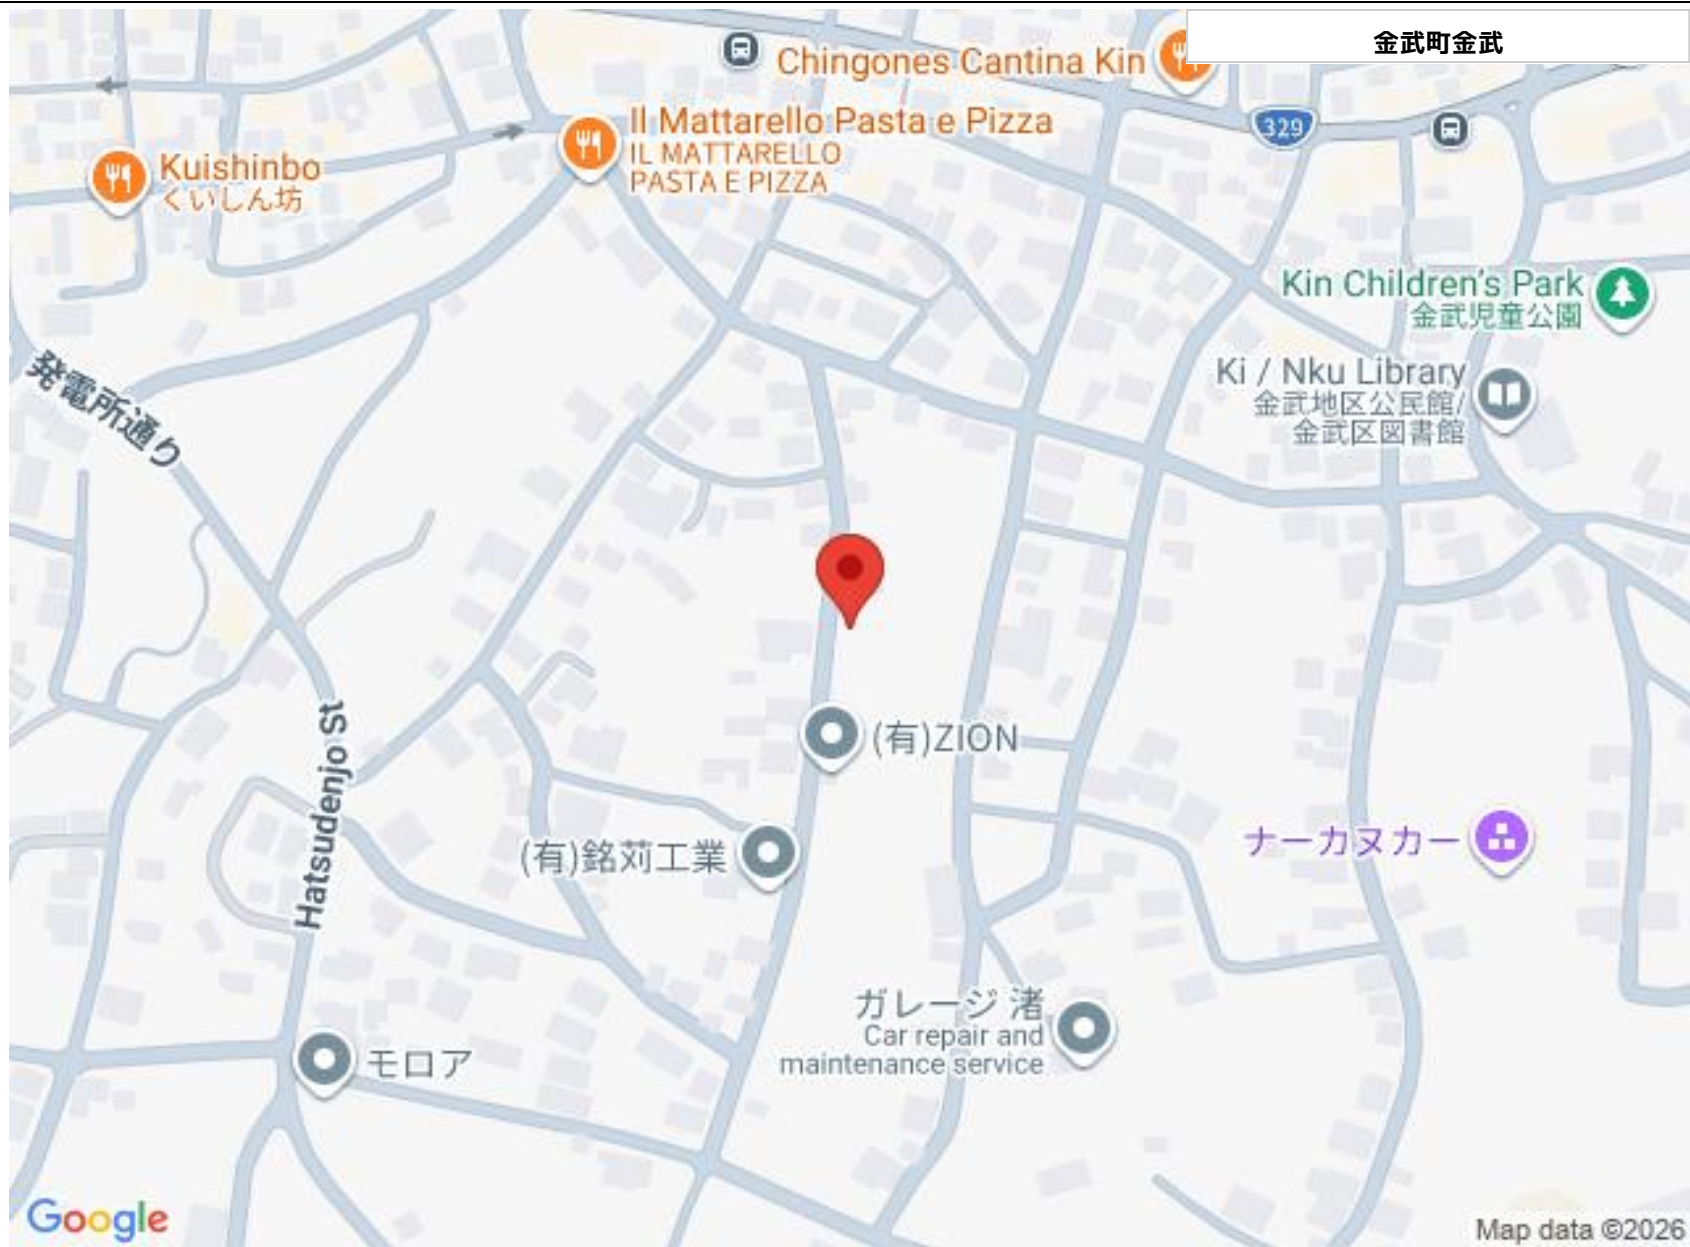 金武町金武
Chingones Cantina Kin
329
Il Mattarello Pasta e Pizza
IL MATTARELLO
PASTA E PIZZA
Kuishinbo
くいしん坊
Kin Children's Park
金武児童公園
Ki / Nku Library
金武地区公民館/
金武区図書館
発電所通り
Hatsudenjo St
(有)ZION
(有)銘苅工業
ナーカヌカー
ガレージ 渚
Car repair and
maintenance service
モロア
Google
Map data ©2026